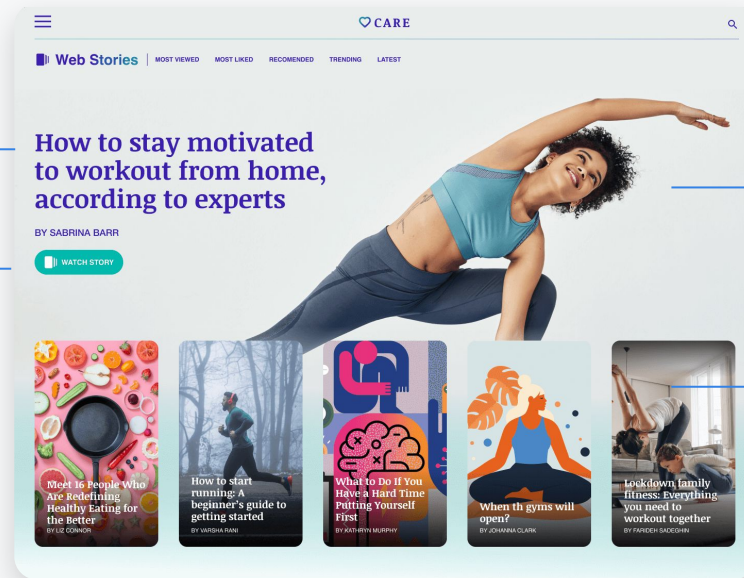 CARE
Web Stories
MOST VIEWED
MOST LIKED
RECOMENDED
TRENDING
LATEST
How to stay motivated
to workout from home,
according to experts
BY SABRINA BARR
WATCH STORY
Meet 16 People Who
Are Redefining
Healthy Eating for
the Better
BY LIZ CONNOR
How to start
running: A
beginner's guide to
getting started
BY VARSHA RANI
What to Do If You
Have a Hard Time
Putting Yourself
First
BY KATHRYN MURPHY
When th gyms will
open?
BY JOHANNA CLARK
Lockdown family
fitness: Everything
you need to
workout together
BY FARIDEH SADEGHIN